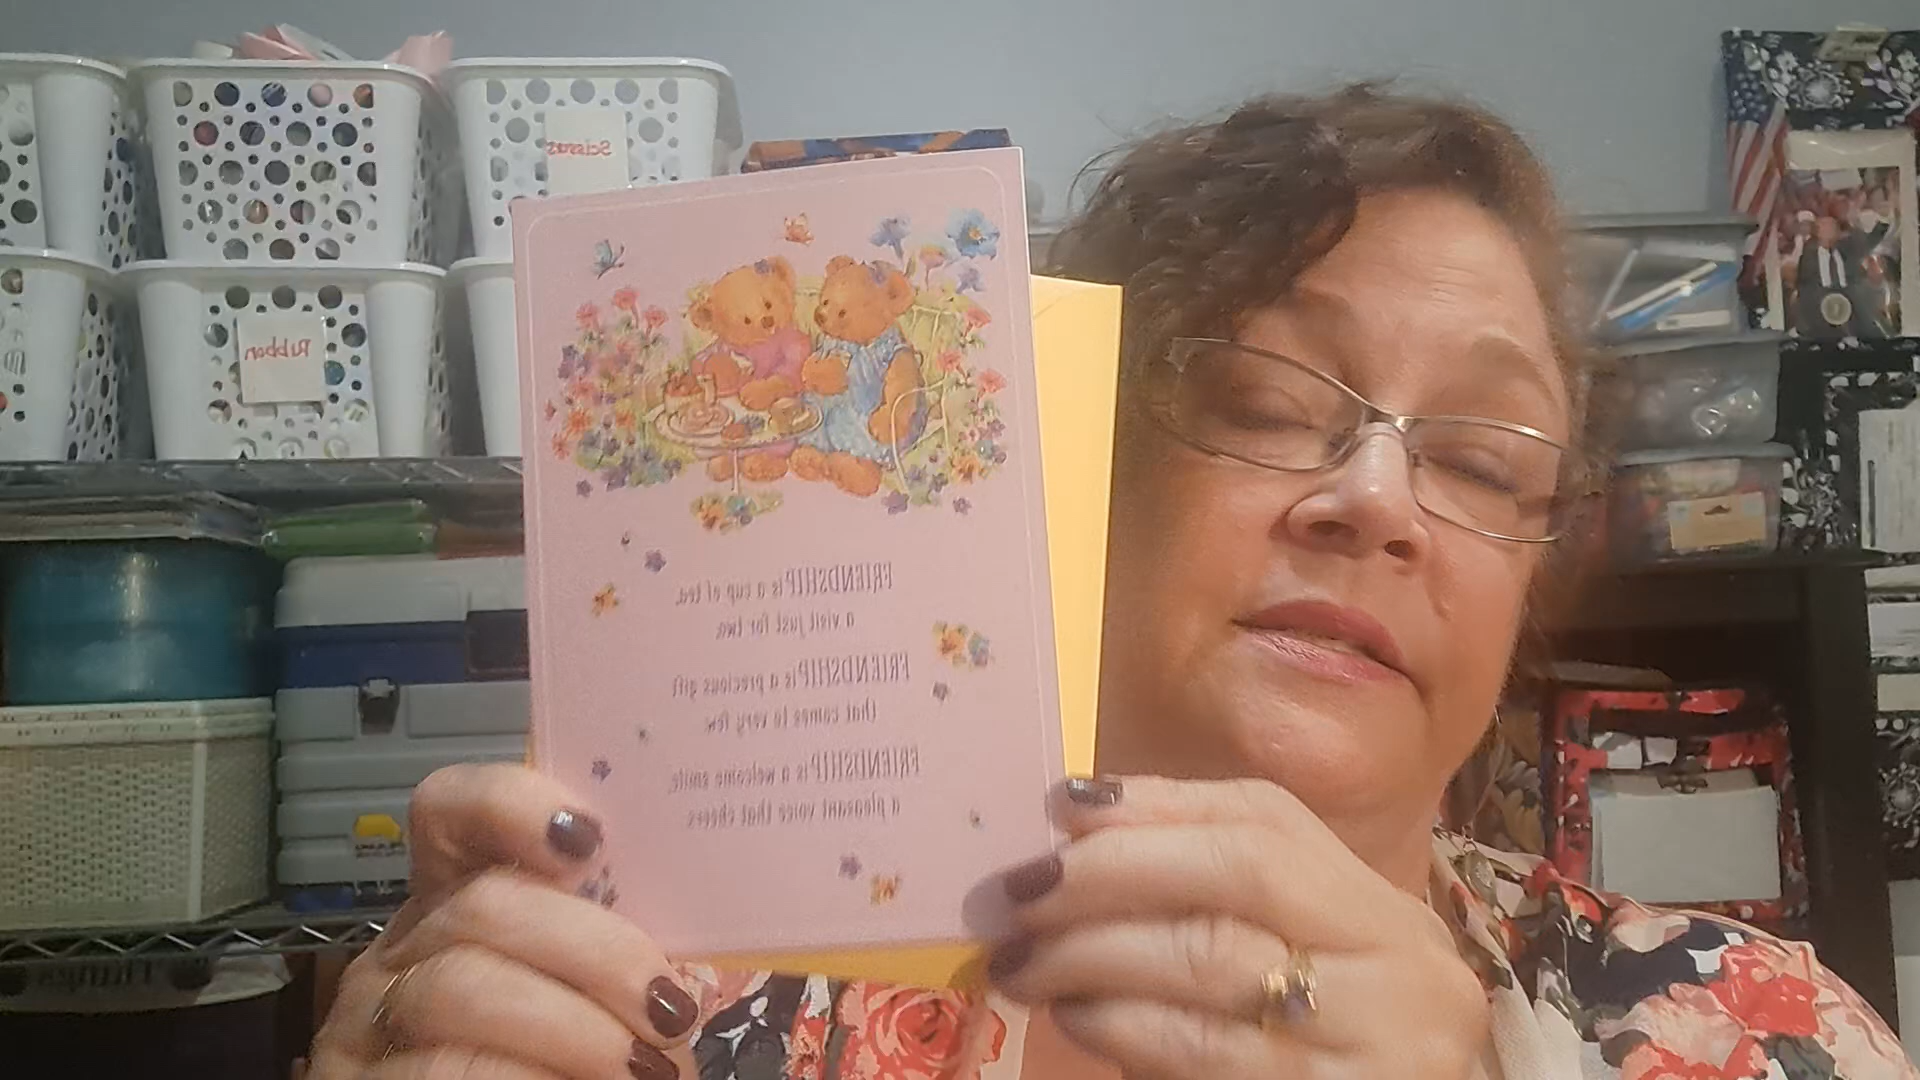 Scissors
Ribbon
FRIENDSHIP is a cup of tea,
a visit just for two.
FRIENDSHIP is a precious gift
that comes to very few.
FRIENDSHIP is a welcome smile,
a pleasant voice that cheers.